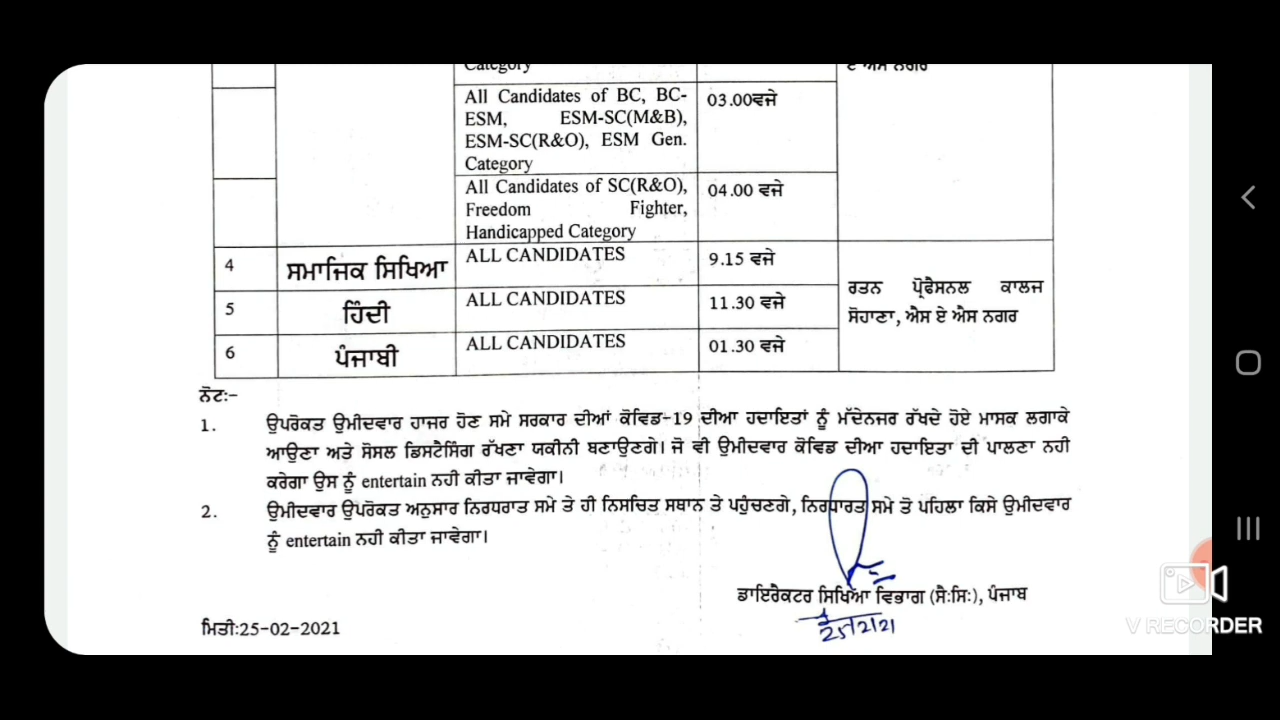 Category
ਏ ਐਸ ਨਗਰ
All Candidates of BC, BC-
ESM, ESM-SC(M&B),
ESM-SC(R&O), ESM Gen.
Category
03.00ਵਜੇ
All Candidates of SC(R&O),
Freedom Fighter,
Handicapped Category
04.00 ਵਜੇ
4 ਸਮਾਜਿਕ ਸਿਖਿਆ ALL CANDIDATES 9.15 ਵਜੇ
5 ਹਿੰਦੀ ALL CANDIDATES 11.30 ਵਜੇ
6 ਪੰਜਾਬੀ ALL CANDIDATES 01.30 ਵਜੇ
ਰਤਨ ਪ੍ਰੋਫੈਸਨਲ ਕਾਲਜ
ਸੋਹਾਣਾ, ਐਸ ਏ ਐਸ ਨਗਰ
ਨੋਟ:-
1. ਉਪਰੋਕਤ ਉਮੀਦਵਾਰ ਹਾਜਰ ਹੋਣ ਸਮੇ ਸਰਕਾਰ ਦੀਆਂ ਕੋਵਿਡ-19 ਦੀਆ ਹਦਾਇਤਾਂ ਨੂੰ ਮੱਦੇਨਜਰ ਰੱਖਦੇ ਹੋਏ ਮਾਸਕ ਲਗਾਕੇ
ਆਉਣਾ ਅਤੇ ਸੋਸਲ ਡਿਸਟੈਸਿੰਗ ਰੱਖਣਾ ਯਕੀਨੀ ਬਣਾਉਣਗੇ। ਜੋ ਵੀ ਉਮੀਦਵਾਰ ਕੋਵਿਡ ਦੀਆ ਹਦਾਇਤਾ ਦੀ ਪਾਲਣਾ ਨਹੀ
ਕਰੇਗਾ ਉਸ ਨੂੰ entertain ਨਹੀ ਕੀਤਾ ਜਾਵੇਗਾ।
2. ਉਮੀਦਵਾਰ ਉਪਰੋਕਤ ਅਨੁਸਾਰ ਨਿਰਧਰਾਤ ਸਮੇ ਤੇ ਹੀ ਨਿਸਚਿਤ ਸਥਾਨ ਤੇ ਪਹੁੰਚਣਗੇ, ਨਿਰਧਾਰਤ ਸਮੇ ਤੋ ਪਹਿਲਾ ਕਿਸੇ ਉਮੀਦਵਾਰ
ਨੂੰ entertain ਨਹੀ ਕੀਤਾ ਜਾਵੇਗਾ।
ਡਾਇਰੈਕਟਰ ਸਿਖਿਆ ਵਿਭਾਗ (ਸੈ:ਸਿ:), ਪੰਜਾਬ
25/2/21
ਮਿਤੀ:25-02-2021
V RECORDER